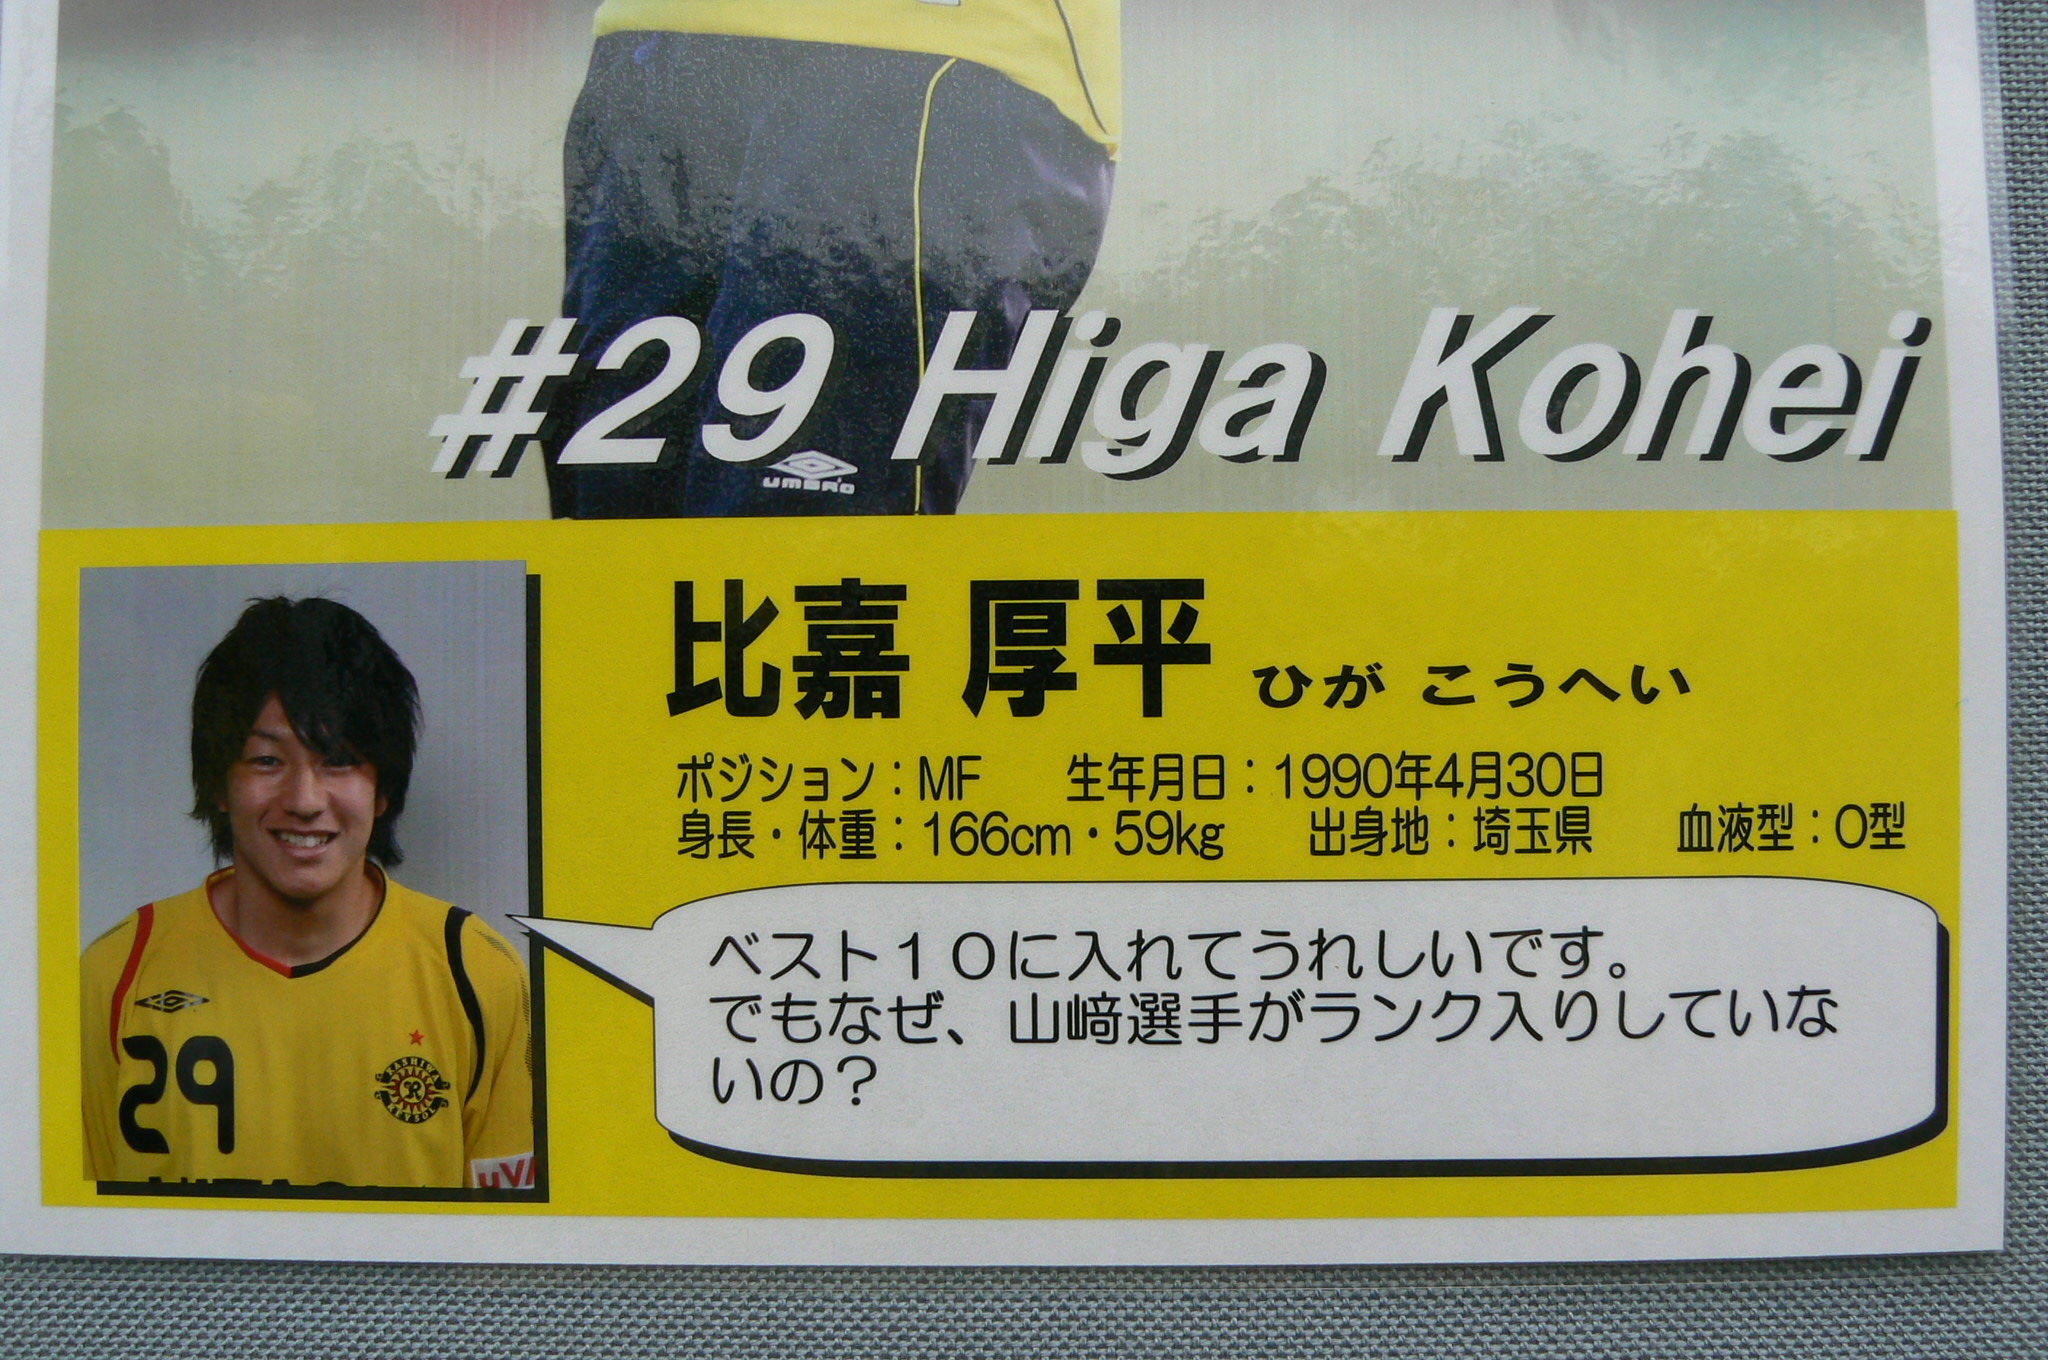 #29 Higa Kohei
umbro
比嘉 厚平 ひが こうへい
ポジション：MF 生年月日：1990年4月30日
身長・体重：166cm・59kg 出身地：埼玉県 血液型：O型
ベスト１０に入れてうれしいです。
でもなぜ、山﨑選手がランク入りしていな
いの？
29
KASHIWA
REYSOL